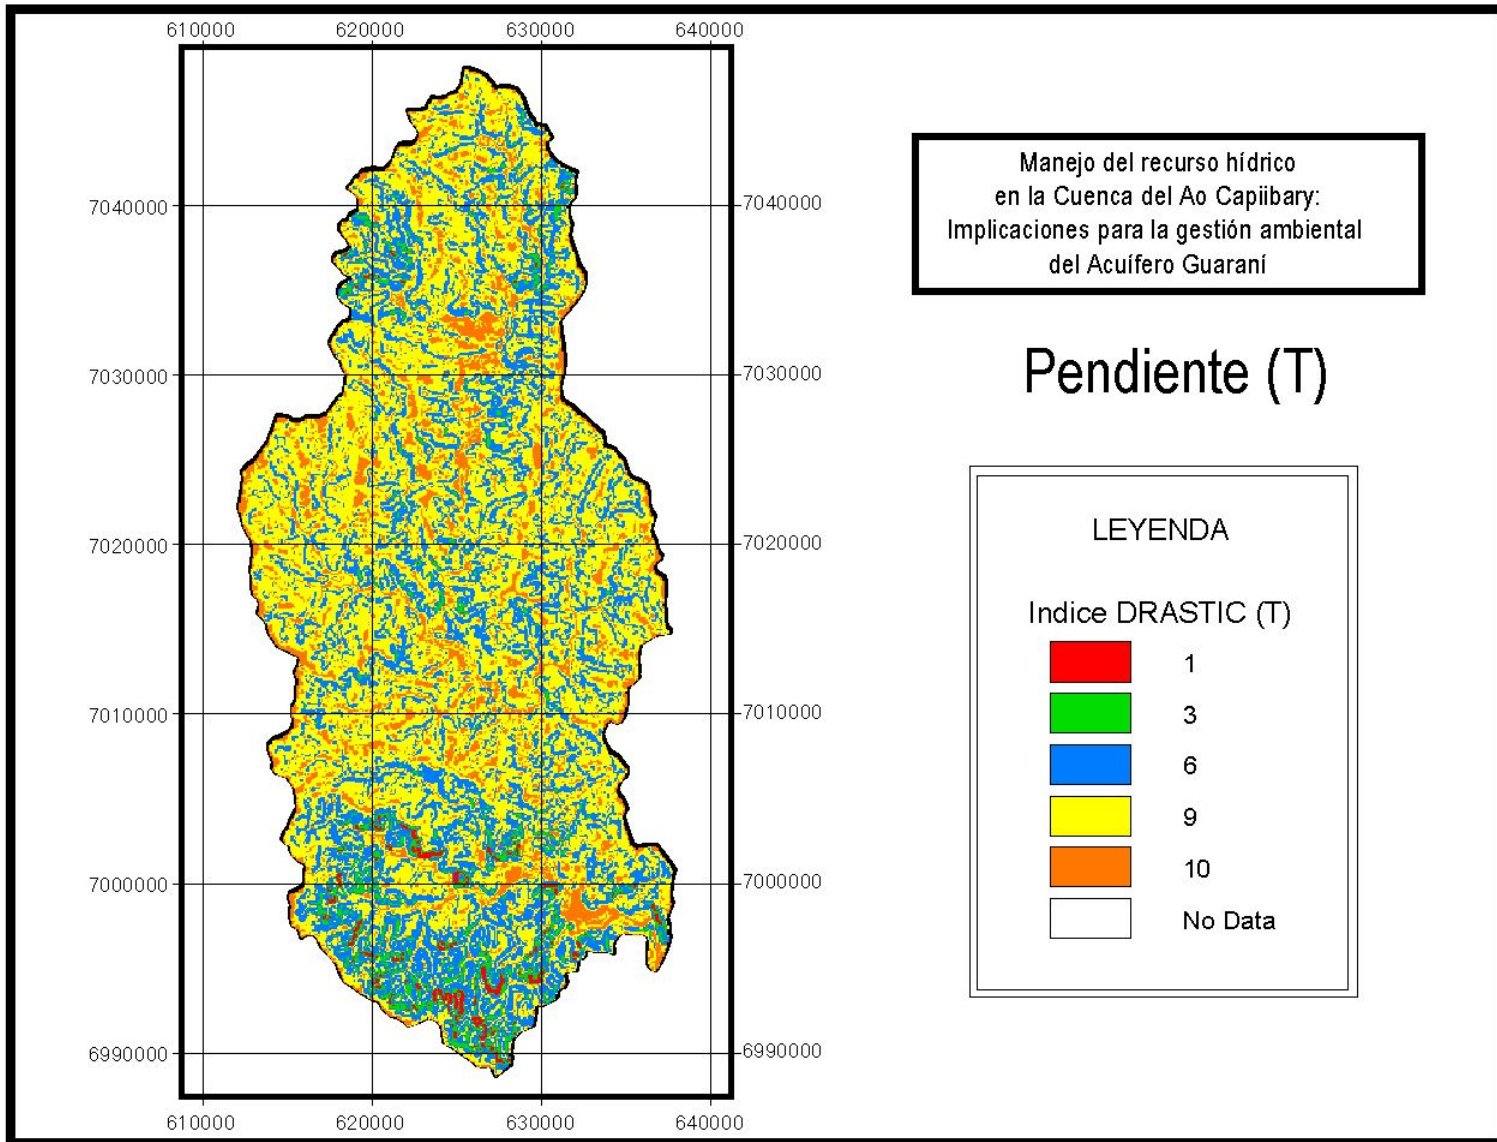 610000 620000 630000 640000
Manejo del recurso hídrico
en la Cuenca del Ao Capiibary:
Implicaciones para la gestión ambiental
del Acuífero Guaraní
Pendiente (T)
7040000 7040000
7030000 7030000
7020000 7020000
7010000 7010000
7000000 7000000
6990000 6990000
610000 620000 630000 640000
LEYENDA
Indice DRASTIC (T)
1
3
6
9
10
No Data